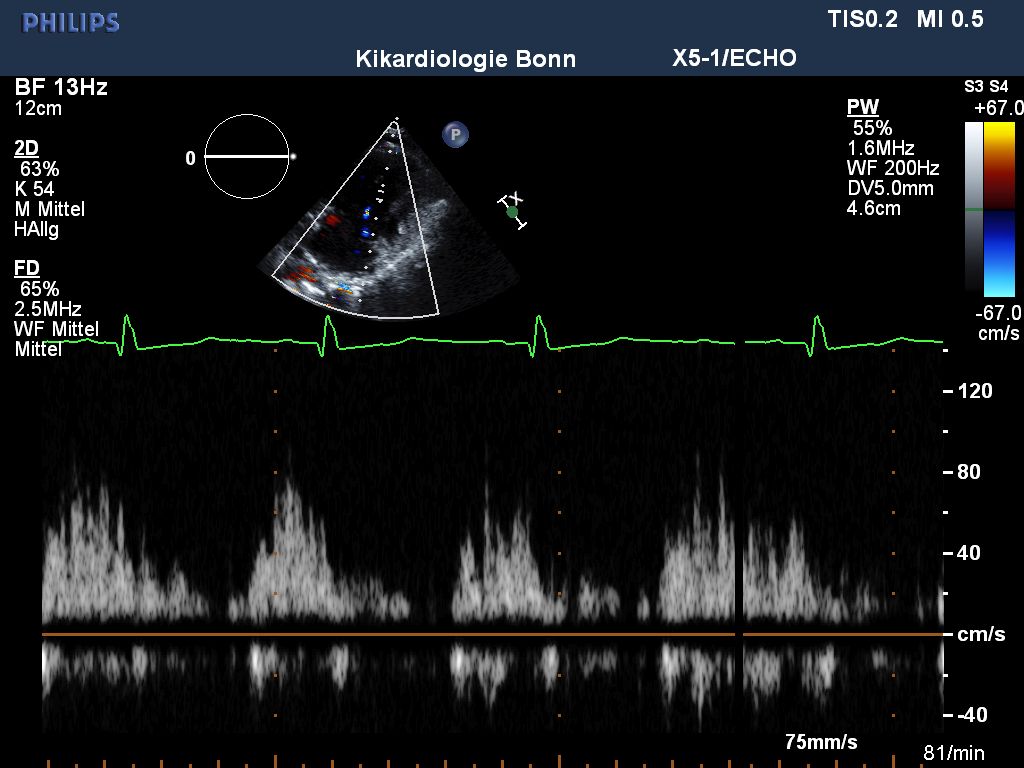 PHILIPS
TIS0.2 MI 0.5
Kikardiologie Bonn
X5-1/ECHO
BF 13Hz
12cm
2D
63%
K 54
M Mittel
HAllg
FD
65%
2.5MHz
WF Mittel
Mittel
0
P
X
PW
55%
1.6MHz
WF 200Hz
DV5.0mm
4.6cm
S3 S4
+67.0
-67.0
cm/s
120
80
40
cm/s
-40
75mm/s
81/min